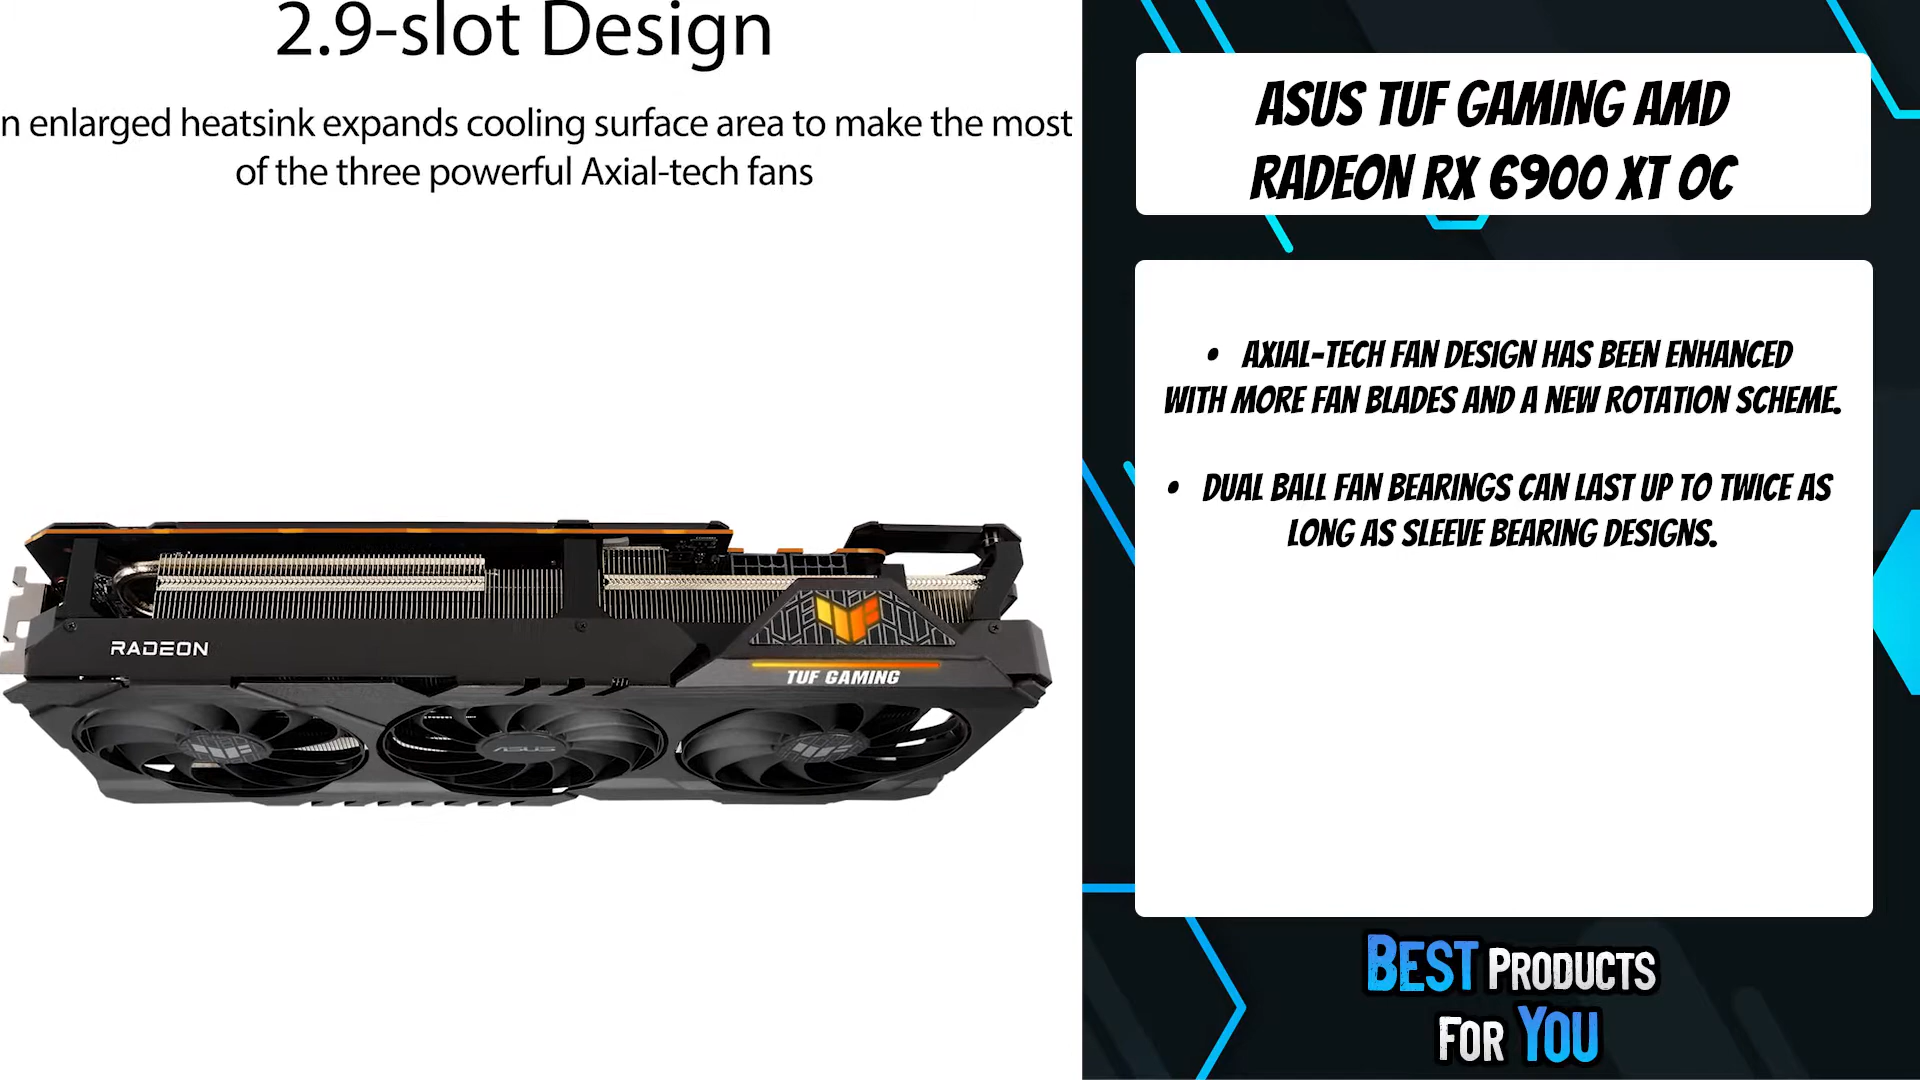 2.9-slot Design
n enlarged heatsink expands cooling surface area to make the most
of the three powerful Axial-tech fans
RADEON
TUF GAMING
ASUS
ASUS TUF GAMING AMD
RADEON RX 6900 XT OC
• AXIAL-TECH FAN DESIGN HAS BEEN ENHANCED
WITH MORE FAN BLADES AND A NEW ROTATION SCHEME.
• DUAL BALL FAN BEARINGS CAN LAST UP TO TWICE AS
LONG AS SLEEVE BEARING DESIGNS.
BEST PRODUCTS
FOR YOU